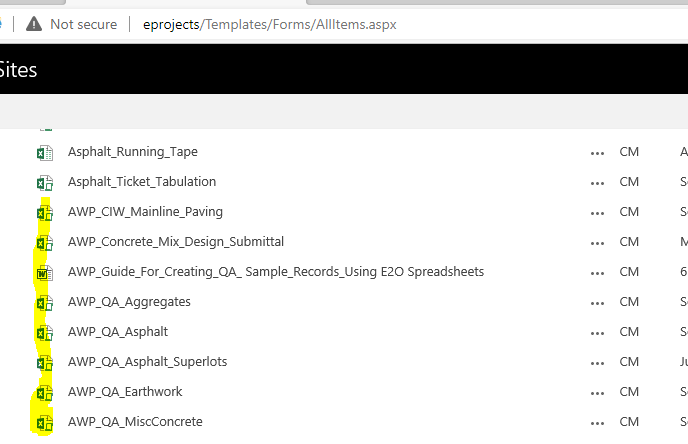 Not secure | eprojects/Templates/Forms/AllItems.aspx
Sites
Asphalt_Running_Tape ... CM
Asphalt_Ticket_Tabulation ... CM
AWP_CIW_Mainline_Paving ... CM
AWP_Concrete_Mix_Design_Submittal ... CM M
AWP_Guide_For_Creating_QA_ Sample_Records_Using E2O Spreadsheets ... CM 6
AWP_QA_Aggregates ... CM
AWP_QA_Asphalt ... CM
AWP_QA_Asphalt_Superlots ... CM
AWP_QA_Earthwork ... CM
AWP_QA_MiscConcrete ... CM